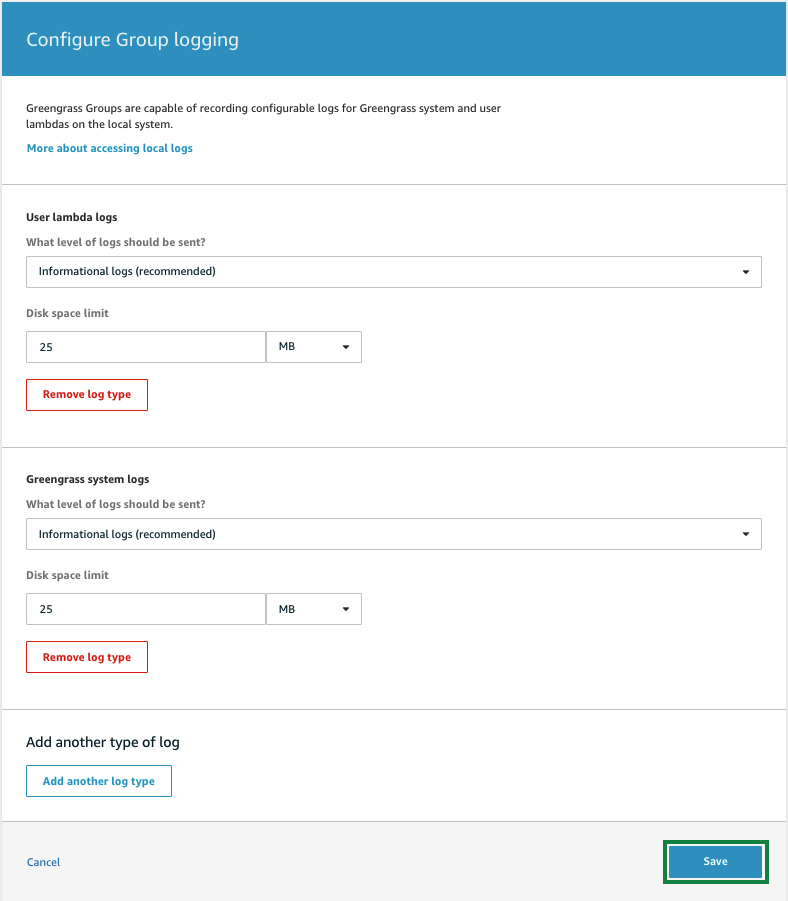 Configure Group logging
Greengrass Groups are capable of recording configurable logs for Greengrass system and user
lambdas on the local system.
More about accessing local logs
User lambda logs
What level of logs should be sent?
Informational logs (recommended)
Disk space limit
25 MB
Remove log type
Greengrass system logs
What level of logs should be sent?
Informational logs (recommended)
Disk space limit
25 MB
Remove log type
Add another type of log
Add another log type
Cancel Save